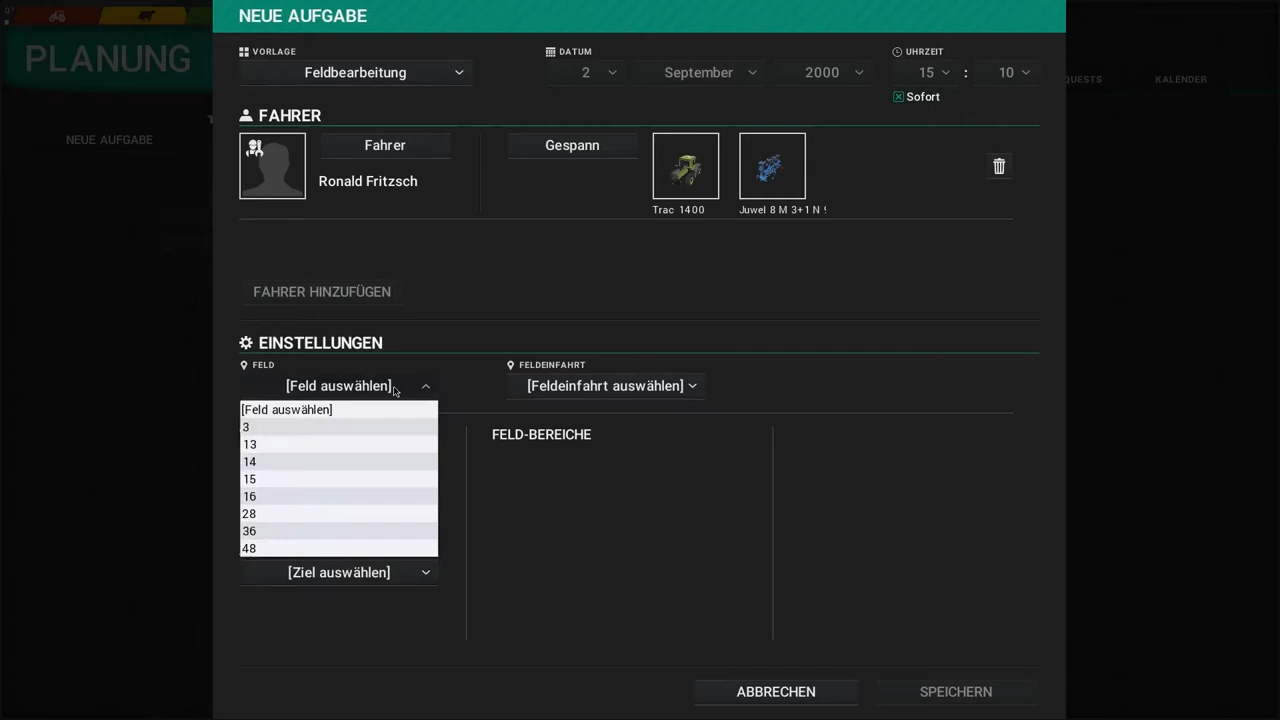 NEUE AUFGABE
PLANUNG
VORLAGE
DATUM
UHRZEIT
Feldbearbeitung
2
September
2000
15 : 10
UESTS
KALENDER
Sofort
FAHRER
NEUE AUFGABE
Fahrer
Gespann
Ronald Fritzsch
Trac 1400
Juwel 8 M 3+1 N
FAHRER HINZUFÜGEN
EINSTELLUNGEN
FELD
FELDEINFAHRT
[Feld auswählen]
[Feldeinfahrt auswählen]
[Feld auswählen]
3
13
14
15
16
28
36
48
FELD-BEREICHE
[Ziel auswählen]
ABBRECHEN
SPEICHERN